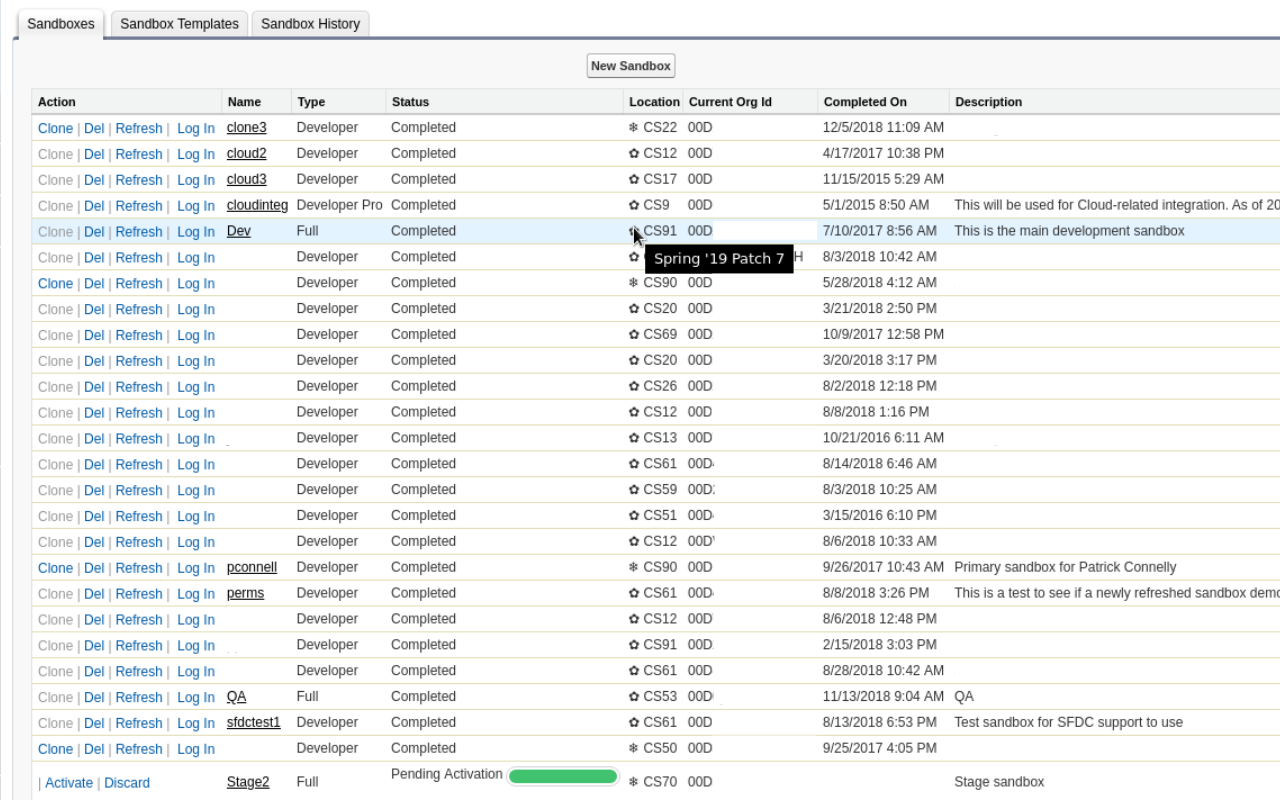 Sandboxes Sandbox Templates Sandbox History
New Sandbox
Action Name Type Status Location Current Org Id Completed On Description
Clone | Del | Refresh | Log In clone3 Developer Completed ❄ CS22 00D 12/5/2018 11:09 AM
Clone | Del | Refresh | Log In cloud2 Developer Completed ✿ CS12 00D 4/17/2017 10:38 PM
Clone | Del | Refresh | Log In cloud3 Developer Completed ✿ CS17 00D 11/15/2015 5:29 AM
Clone | Del | Refresh | Log In cloudinteg Developer Pro Completed ✿ CS9 00D 5/1/2015 8:50 AM This will be used for Cloud-related integration. As of 20
Clone | Del | Refresh | Log In Dev Full Completed CS91 00D 7/10/2017 8:56 AM This is the main development sandbox
Clone | Del | Refresh | Log In Developer Completed ✿ H 8/3/2018 10:42 AM
Spring '19 Patch 7
Clone | Del | Refresh | Log In Developer Completed ❄ CS90 00D 5/28/2018 4:12 AM
Clone | Del | Refresh | Log In Developer Completed ✿ CS20 00D 3/21/2018 2:50 PM
Clone | Del | Refresh | Log In Developer Completed ✿ CS69 00D 10/9/2017 12:58 PM
Clone | Del | Refresh | Log In Developer Completed ✿ CS20 00D 3/20/2018 3:17 PM
Clone | Del | Refresh | Log In Developer Completed ✿ CS26 00D 8/2/2018 12:18 PM
Clone | Del | Refresh | Log In Developer Completed ✿ CS12 00D 8/8/2018 1:16 PM
Clone | Del | Refresh | Log In Developer Completed ✿ CS13 00D 10/21/2016 6:11 AM
Clone | Del | Refresh | Log In Developer Completed ✿ CS61 00D 8/14/2018 6:46 AM
Clone | Del | Refresh | Log In Developer Completed ✿ CS59 00D 8/3/2018 10:25 AM
Clone | Del | Refresh | Log In Developer Completed ✿ CS51 00D 3/15/2016 6:10 PM
Clone | Del | Refresh | Log In Developer Completed ✿ CS12 00D 8/6/2018 10:33 AM
Clone | Del | Refresh | Log In pconnell Developer Completed ❄ CS90 00D 9/26/2017 10:43 AM Primary sandbox for Patrick Connelly
Clone | Del | Refresh | Log In perms Developer Completed ✿ CS61 00D 8/8/2018 3:26 PM This is a test to see if a newly refreshed sandbox demo
Clone | Del | Refresh | Log In Developer Completed ✿ CS12 00D 8/6/2018 12:48 PM
Clone | Del | Refresh | Log In Developer Completed ✿ CS91 00D 2/15/2018 3:03 PM
Clone | Del | Refresh | Log In Developer Completed ✿ CS61 00D 8/28/2018 10:42 AM
Clone | Del | Refresh | Log In QA Full Completed ✿ CS53 00D 11/13/2018 9:04 AM QA
Clone | Del | Refresh | Log In sfdctest1 Developer Completed ✿ CS61 00D 8/13/2018 6:53 PM Test sandbox for SFDC support to use
Clone | Del | Refresh | Log In Developer Completed ❄ CS50 00D 9/25/2017 4:05 PM
| Activate | Discard Stage2 Full Pending Activation ❄ CS70 00D Stage sandbox